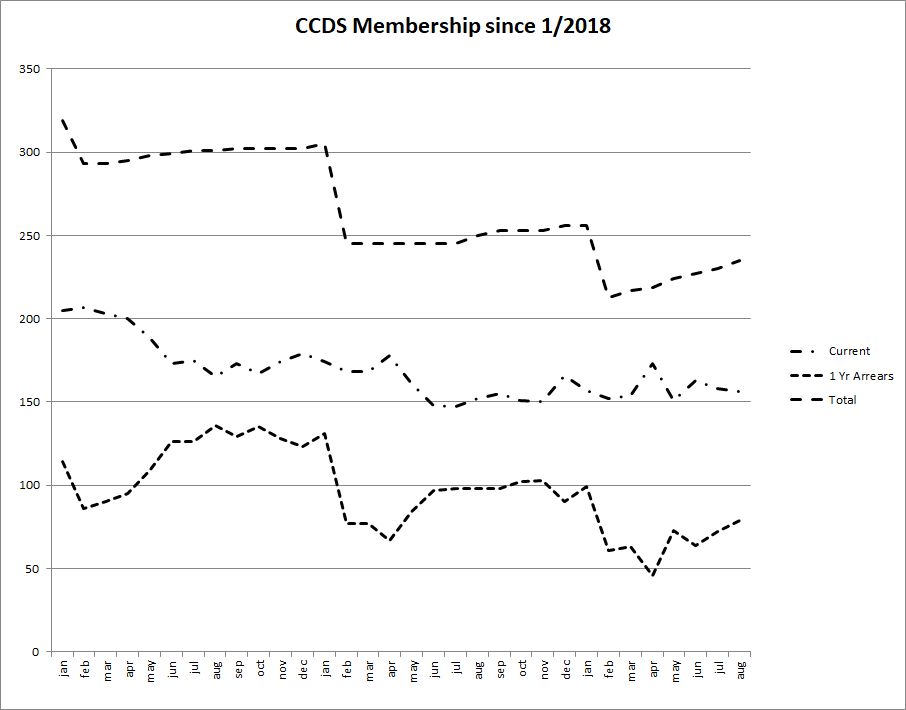 CCDS Membership since 1/2018
350
300
250
200
150
100
50
0
jan feb mar apr may jun jul aug sep oct nov dec jan feb mar apr may jun jul aug sep oct nov dec jan feb mar apr may jun jul aug
Current
1 Yr Arrears
Total